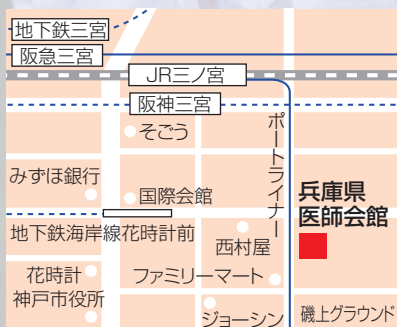 地下鉄三宮
阪急三宮
JR三ノ宮
阪神三宮
そごう
ポートライナー
みずほ銀行
国際会館
兵庫県
医師会館
地下鉄海岸線花時計前
西村屋
花時計
ファミリーマート
神戸市役所
ジョーシン
磯上グラウンド